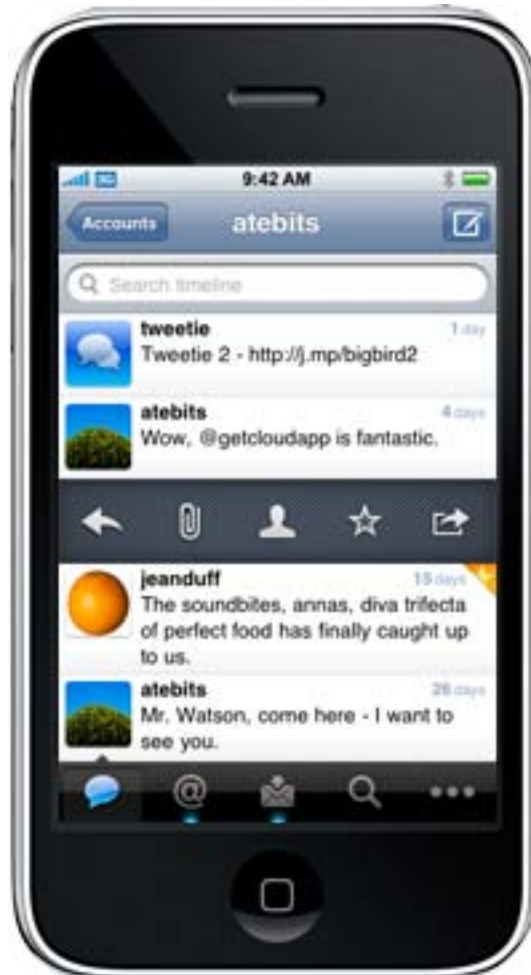 3G
9:42 AM
Accounts
atebits
Search timeline
tweetie
1 day
Tweetie 2 - http://j.mp/bigbird2
atebits
4 days
Wow, @getcloudapp is fantastic.
jeanduff
15 days
The soundbites, annas, diva trifecta
of perfect food has finally caught up
to us.
atebits
26 days
Mr. Watson, come here - I want to
see you.
@